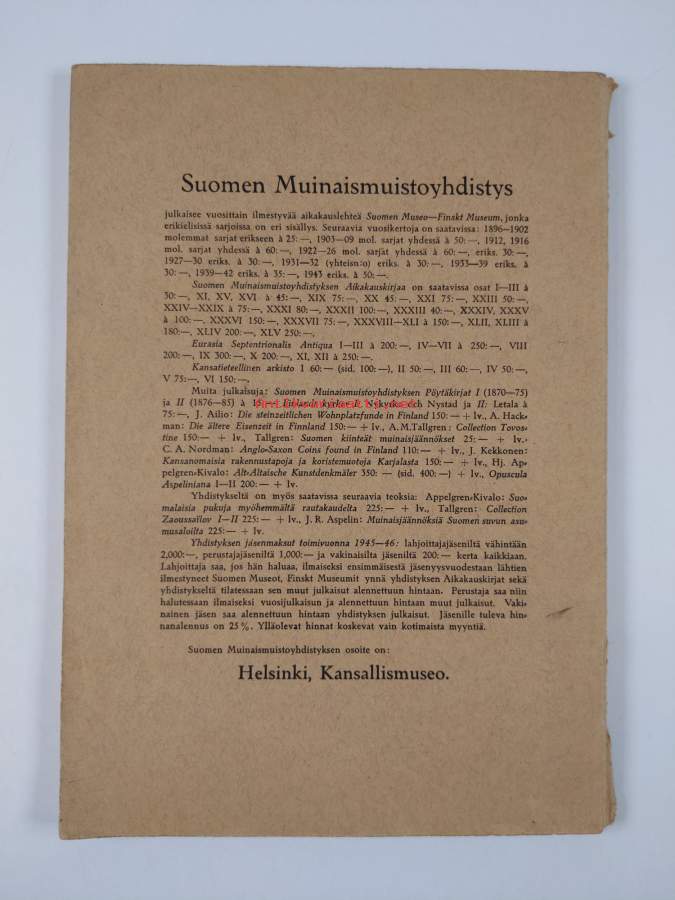 Suomen Muinaismuistoyhdistys
julkaisee vuosittain ilmestyvää aikakauslehteä Suomen Museo—Finskt Museum, jonka
erikielisissä sarjoissa on eri sisällys. Seuraavia vuosikertoja on saatavissa: 1896—1902
molemmat sarjat erikseen à 25: —, 1903—09 mol. sarjat yhdessä à 50: —, 1912, 1916
mol. sarjat yhdessä à 60: —, 1922—26 mol. sarjat yhdessä à 60: —, eriks. 30: —,
1927—30 eriks. à 30: —, 1931—32 (yhteisn:o) eriks. à 30: —, 1933—39 eriks. à
30: —, 1939—42 eriks. à 35: —, 1943 eriks. à 50: —.
Suomen Muinaismuistoyhdistyksen Aikakauskirjaa on saatavissa osat I—III à
30: —, XI, XV, XVI à 45: —, XIX 75: —, XX 45: —, XXI 75: —, XXIII 50: —,
XXIV—XXIX à 75: —, XXXI 80: —, XXXII 100: —, XXXIII 40: —, XXXIV, XXXV
à 100: —, XXXVI 150: —, XXXVII 75: —, XXXVIII—XLI à 150: —, XLII, XLIII à
180: —, XLIV 200: —, XLV 250: —.
Eurasia Septentrionalis Antiqua I—III à 200: —, IV—VII à 250: —, VIII
200: —, IX 300: —, X 200: —, XI, XII à 250: —.
Kansatieteellinen arkisto I 60: — (sid. 100: —), II 50: —, III 60: —, IV 50: —,
V 75: —, VI 150: —.
Muita julkaisuja: Suomen Muinaismuistoyhdistyksen Pöytäkirjat I (1870—75)
ja II (1876—85) à Finlands kyrkor I: Nykyrko och Nystad ja II: Letala à
75: —, J. Ailio: Die steinzeitlichen Wohnplatzfunde in Finland 150: — + lv., A. Hack-
man: Die ältere Eisenzeit in Finnland 150: — + lv., A. M. Tallgren: Collection Tovos-
tine 150: — + lv., Tallgren: Suomen kiinteät muinaisjäännökset 25: — + lv.
C. A. Nordman: Anglo-Saxon Coins found in Finland 110: — + lv., J. Kekkonen:
Kansanomaisia rakennustapoja ja koristemuotoja Karjalasta 150: — + lv., Hj. Ap-
pelgren-Kivalo: Alt-Altaische Kunstdenkmäler 350: — (sid. 400: —) + lv., Opuscula
Aspeliniana I—II 200: — + lv.
Yhdistykseltä on myös saatavissa seuraavia teoksia: Appelgren-Kivalo: Suo-
malaisia pukuja myöhemmältä rautakaudelta 225: — + lv., Tallgren: Collection
Zaoussaïlov I—II 225: — + lv., J. R. Aspelin: Muinaisjäännöksiä Suomen suvun asu-
musaloilta 225: — + lv.
Yhdistyksen jäsenmaksut toimivuonna 1945—46: lahjoittajajäseniltä vähintään
2,000: —, perustajajäseniltä 1,000: — ja vakinaisilta jäseniltä 200: — kerta kaikkiaan.
Lahjoittaja saa, jos hän haluaa, ilmaiseksi ensimmäisestä jäsenyysvuodestaan lähtien
ilmestyneet Suomen Museot, Finskt Museumit ynnä yhdistyksen Aikakauskirjat sekä
yhdistykseltä tilatessaan sen muut julkaisut alennettuun hintaan. Perustaja saa niin
halutessaan ilmaiseksi vuosijulkaisun ja alennettuun hintaan muut julkaisut. Vaki-
nainen jäsen saa alennettuun hintaan yhdistyksen julkaisut. Jäsenille tuleva hin-
nanalennus on 25 %. Ylläolevat hinnat koskevat vain kotimaista myyntiä.
Suomen Muinaismuistoyhdistyksen osoite on:
Helsinki, Kansallismuseo.